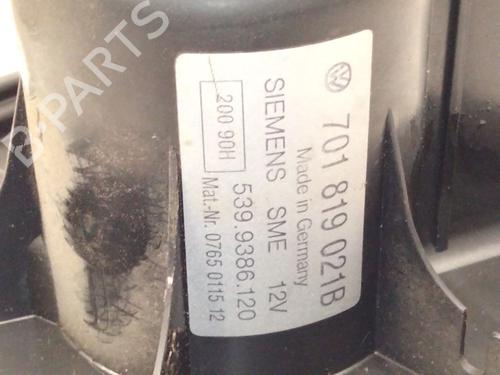 B-PARTS
701 819 021B
Made in Germany
SIEMENS SME 12V
200 90H
539.9386.120
Mat.-Nr. 0765 0115 12